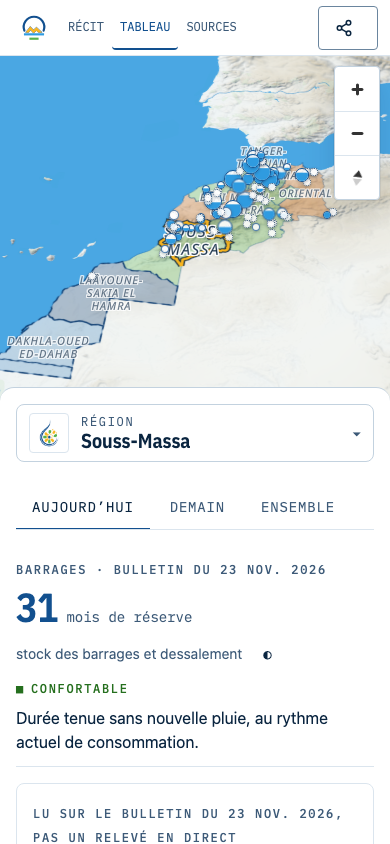 RÉCIT TABLEAU SOURCES
ORIENTAL
SOUSS-
MASSA
LAÂYOUNE-
SAKIA EL
HAMRA
DAKHLA-OUED
ED-DAHAB
RÉGION
Souss-Massa
AUJOURD’HUI DEMAIN ENSEMBLE
BARRAGES · BULLETIN DU 23 NOV. 2026
31 mois de réserve
stock des barrages et dessalement
CONFORTABLE
Durée tenue sans nouvelle pluie, au rythme
actuel de consommation.
LU SUR LE BULLETIN DU 23 NOV. 2026,
PAS UN RELEVÉ EN DIRECT